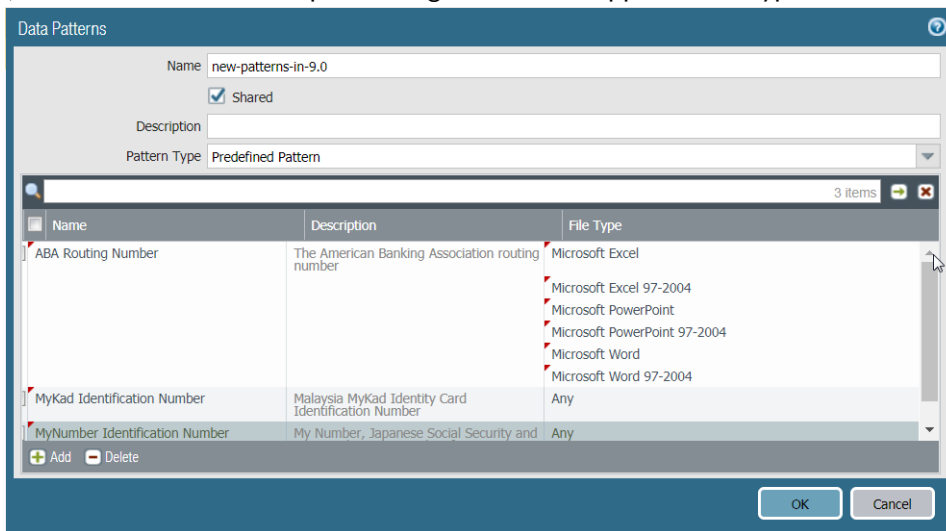 Data Patterns
Name new-patterns-in-9.0
Shared
Description
Pattern Type Predefined Pattern
3 items
Name Description File Type
ABA Routing Number The American Banking Association routing Microsoft Excel
number
Microsoft Excel 97-2004
Microsoft PowerPoint
Microsoft PowerPoint 97-2004
Microsoft Word
Microsoft Word 97-2004
MyKad Identification Number Malaysia MyKad Identity Card Any
Identification Number
MyNumber Identification Number My Number, Japanese Social Security and Any
Add Delete
OK Cancel